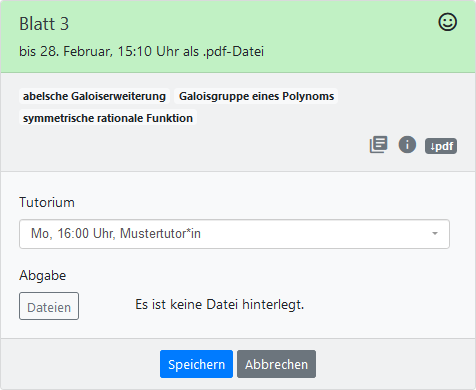 Blatt 3
bis 28. Februar, 15:10 Uhr als .pdf-Datei
abelsche Galoiserweiterung Galoisgruppe eines Polynoms
symmetrische rationale Funktion
↓pdf
Tutorium
Mo, 16:00 Uhr, Mustertutor*in
Abgabe
Dateien Es ist keine Datei hinterlegt.
Speichern Abbrechen